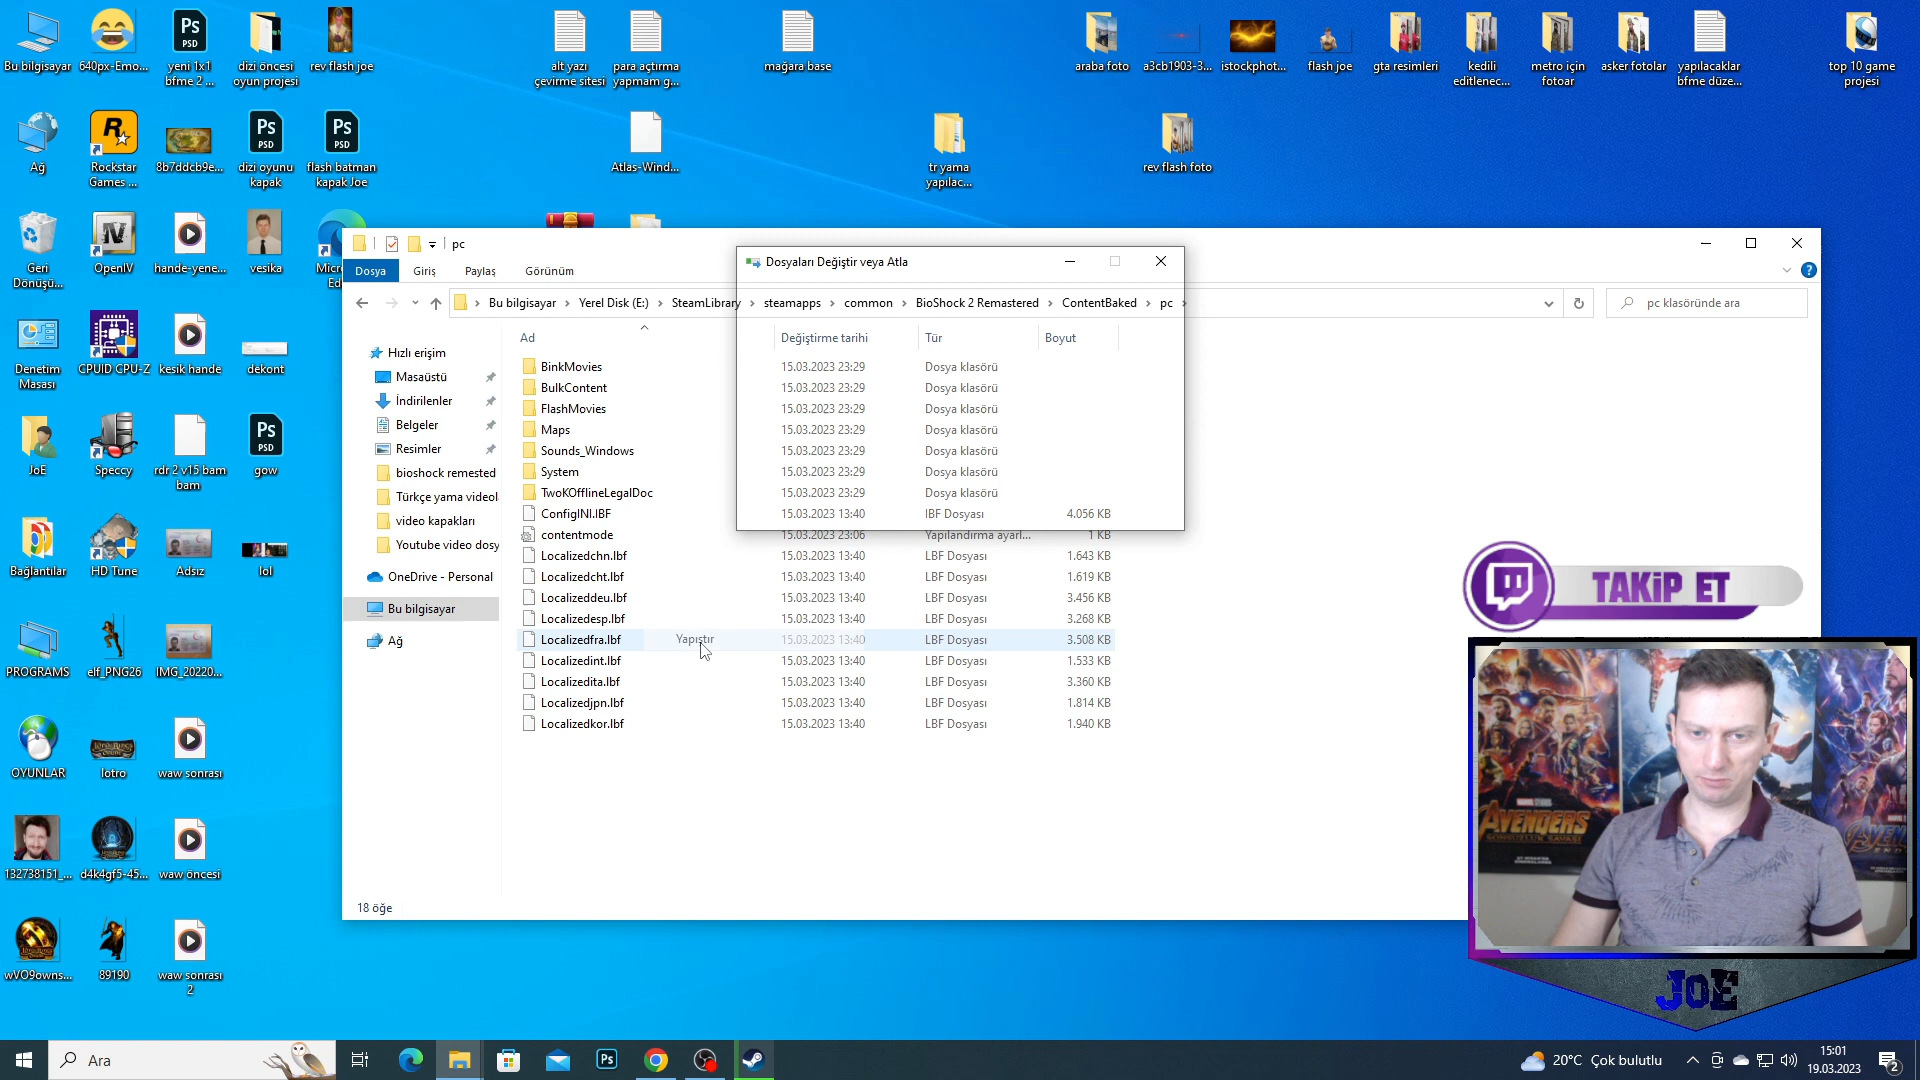 Bu bilgisayar
640px-Emo...
yeni 1x1
bfme 2 ...
dizi öncesi
oyun projesi
rev flash joe
alt yazı
çevirme sitesi
para açtırma
yapmam g...
mağara base
araba foto
a3cb1903-3...
istockphot...
flash joe
gta resimleri
kedili
editlenec...
metro için
fotoar
asker fotolar
yapılacaklar
bfme düze...
top 10 game
projesi
Ps
PSD
Ağ
Rockstar
Games ...
8b7ddcb9e...
dizi oyunu
kapak
flash batman
kapak Joe
Atlas-Wind...
tr yama
yapılac...
rev flash foto
Ps
PSD
Ps
PSD
Geri
Dönüşü...
OpenIV
hande-yene...
vesika
Micr
Ed
Denetim
Masası
CPUID CPU-Z
kesik hande
dekont
JoE
Speccy
rdr 2 v15 bam
bam
Ps
PSD
gow
Bağlantılar
HD Tune
Adsız
lol
PROGRAMS
elf_PNG26
IMG_20220...
OYUNLAR
lotro
waw sonrası
132738151_...
d4k4gf5-45...
waw öncesi
wVO9owns...
89190
waw sonrası
2
pc
Dosya
Giriş
Paylaş
Görünüm
Dosyaları Değiştir veya Atla
Bu bilgisayar
Yerel Disk (E:)
SteamLibrary
steamapps
common
BioShock 2 Remastered
ContentBaked
pc
pc klasöründe ara
Ad
Değiştirme tarihi
Tür
Boyut
Hızlı erişim
Masaüstü
İndirilenler
Belgeler
Resimler
bioshock remested
Türkçe yama videol
video kapakları
Youtube video dosy
OneDrive - Personal
Bu bilgisayar
Ağ
BinkMovies 15.03.2023 23:29 Dosya klasörü
BulkContent 15.03.2023 23:29 Dosya klasörü
FlashMovies 15.03.2023 23:29 Dosya klasörü
Maps 15.03.2023 23:29 Dosya klasörü
Sounds_Windows 15.03.2023 23:29 Dosya klasörü
System 15.03.2023 23:29 Dosya klasörü
TwoKOfflineLegalDoc 15.03.2023 23:29 Dosya klasörü
ConfigINI.IBF 15.03.2023 13:40 IBF Dosyası 4.056 KB
contentmode 15.03.2023 23:06 Yapılandırma ayarl... 1 KB
Localizedchn.lbf 15.03.2023 13:40 LBF Dosyası 1.643 KB
Localizedcht.lbf 15.03.2023 13:40 LBF Dosyası 1.619 KB
Localizeddeu.lbf 15.03.2023 13:40 LBF Dosyası 3.456 KB
Localizedesp.lbf 15.03.2023 13:40 LBF Dosyası 3.268 KB
Localizedfra.lbf Yapıştır 15.03.2023 13:40 LBF Dosyası 3.508 KB
Localizedint.lbf 15.03.2023 13:40 LBF Dosyası 1.533 KB
Localizedita.lbf 15.03.2023 13:40 LBF Dosyası 3.360 KB
Localizedjpn.lbf 15.03.2023 13:40 LBF Dosyası 1.814 KB
Localizedkor.lbf 15.03.2023 13:40 LBF Dosyası 1.940 KB
18 öğe
TAKİP ET
AVENGERS
JOE
Ara
Ps
20°C Çok bulutlu
15:01
19.03.2023
2